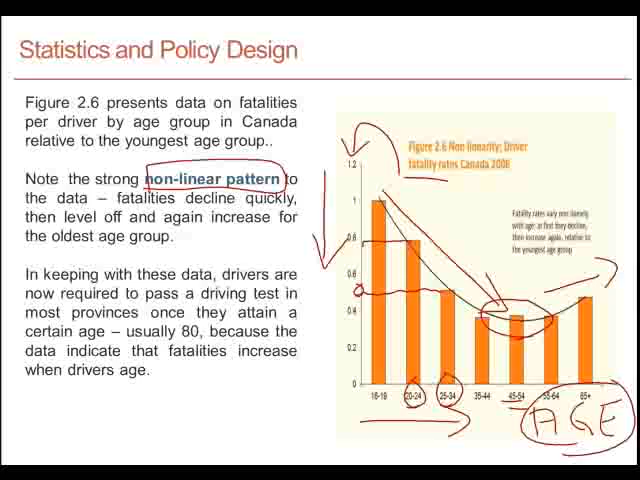 Statistics and Policy Design
Figure 2.6 presents data on fatalities
per driver by age group in Canada
relative to the youngest age group..
Note the strong non-linear pattern to
the data – fatalities decline quickly,
then level off and again increase for
the oldest age group.
In keeping with these data, drivers are
now required to pass a driving test in
most provinces once they attain a
certain age – usually 80, because the
data indicate that fatalities increase
when drivers age.
Figure 2.6 Non linearity; Driver
fatality rates Canada 2008
Fatality rates vary non linearly
with age: at first they decline,
then increase again, relative to
the youngest age group
1.2
1
0.8
0.6
0.4
0.2
0
16-19 20-24 25-34 35-44 45-54 55-64 65+
AGE